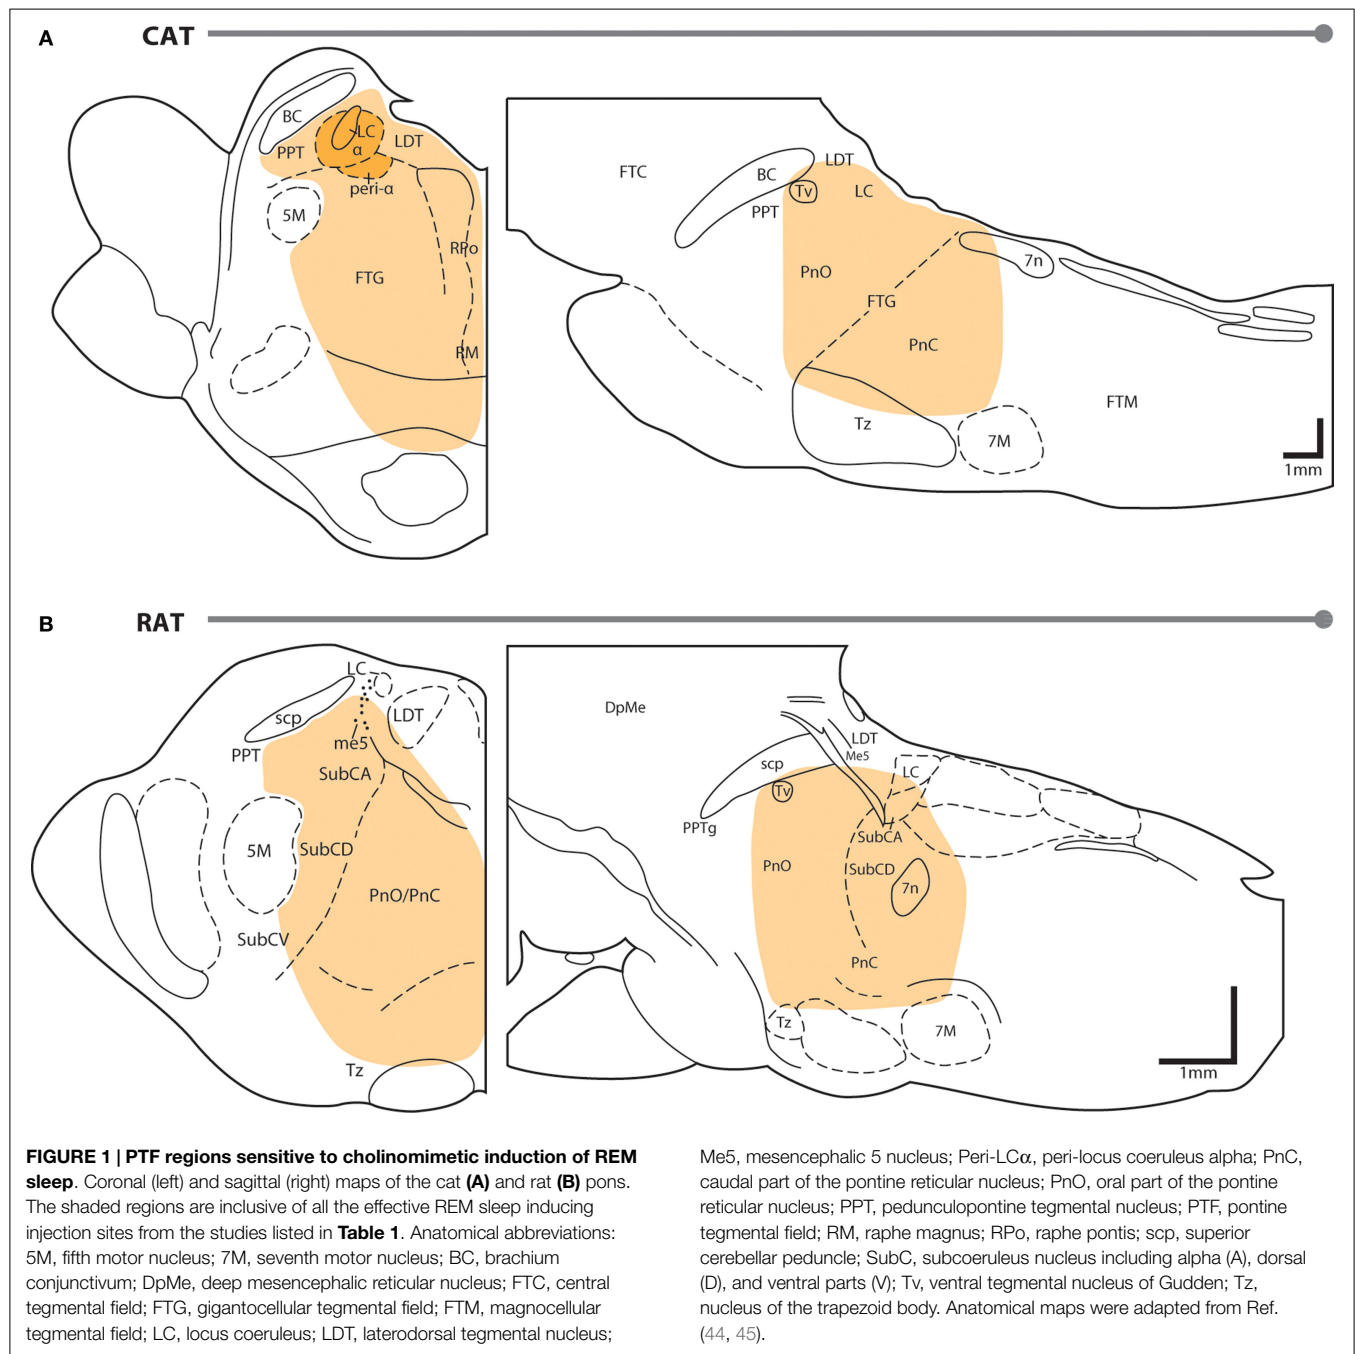 A CAT
BC
LC
α
LDT
PPT
peri-α
5M
RPo
FTG
RM
FTC
BC
LDT
Tv
LC
PPT
7n
PnO
FTG
PnC
FTM
Tz
7M
1mm
B RAT
LC
scp
LDT
PPT
me5
SubCA
5M
SubCD
PnO/PnC
SubCV
Tz
DpMe
LDT
Me5
scp
LC
Tv
PPTg
SubCA
PnO
SubCD
7n
PnC
Tz
7M
1mm
FIGURE 1 | PTF regions sensitive to cholinomimetic induction of REM
sleep. Coronal (left) and sagittal (right) maps of the cat (A) and rat (B) pons.
The shaded regions are inclusive of all the effective REM sleep inducing
injection sites from the studies listed in Table 1. Anatomical abbreviations:
5M, fifth motor nucleus; 7M, seventh motor nucleus; BC, brachium
conjunctivum; DpMe, deep mesencephalic reticular nucleus; FTC, central
tegmental field; FTG, gigantocellular tegmental field; FTM, magnocellular
tegmental field; LC, locus coeruleus; LDT, laterodorsal tegmental nucleus;
Me5, mesencephalic 5 nucleus; Peri-LCα, peri-locus coeruleus alpha; PnC,
caudal part of the pontine reticular nucleus; PnO, oral part of the pontine
reticular nucleus; PPT, pedunculopontine tegmental nucleus; PTF, pontine
tegmental field; RM, raphe magnus; RPo, raphe pontis; scp, superior
cerebellar peduncle; SubC, subcoeruleus nucleus including alpha (A), dorsal
(D), and ventral parts (V); Tv, ventral tegmental nucleus of Gudden; Tz,
nucleus of the trapezoid body. Anatomical maps were adapted from Ref.
(44, 45).